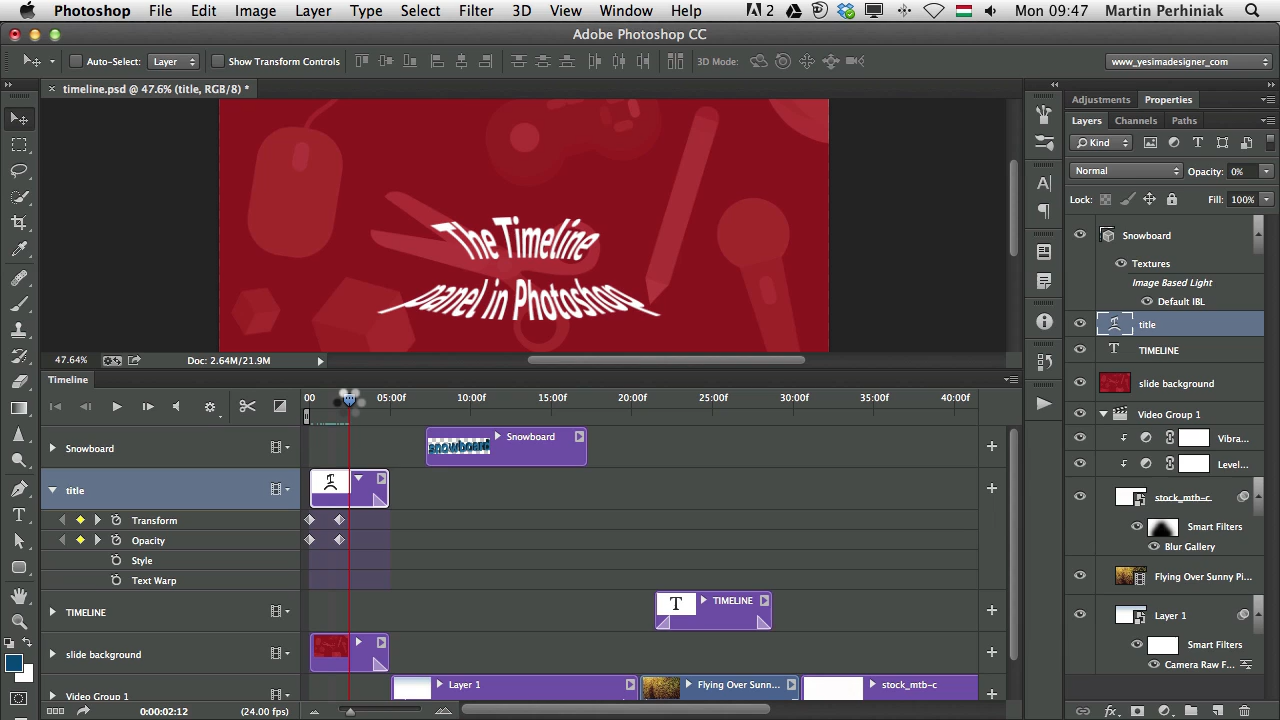 Photoshop File Edit Image Layer Type Select Filter 3D View Window Help 2 Mon 09:47 Martin Perhiniak
Adobe Photoshop CC
Auto-Select: Layer Show Transform Controls 3D Mode: www_yesimadesigner_com
timeline.psd @ 47.6% (title, RGB/8) *
The Timeline
panel in Photoshop
47.64% Doc: 2.64M/21.9M
Timeline
00 05:00f 10:00f 15:00f 20:00f 25:00f 30:00f 35:00f 40:00f
Snowboard
snowboard Snowboard
title
Transform
Opacity
Style
Text Warp
TIMELINE
T TIMELINE
slide background
Video Group 1
Layer 1 Flying Over Sunn... stock_mtb-c
0:00:02:12 (24.00 fps)
Adjustments Properties
Layers Channels Paths
Kind
Normal Opacity: 0%
Lock: Fill: 100%
Snowboard
Textures
Image Based Light
Default IBL
title
TIMELINE
slide background
Video Group 1
Vibra...
Level...
stock_mtb-c
Smart Filters
Blur Gallery
Flying Over Sunny Pi...
Layer 1
Smart Filters
Camera Raw F...